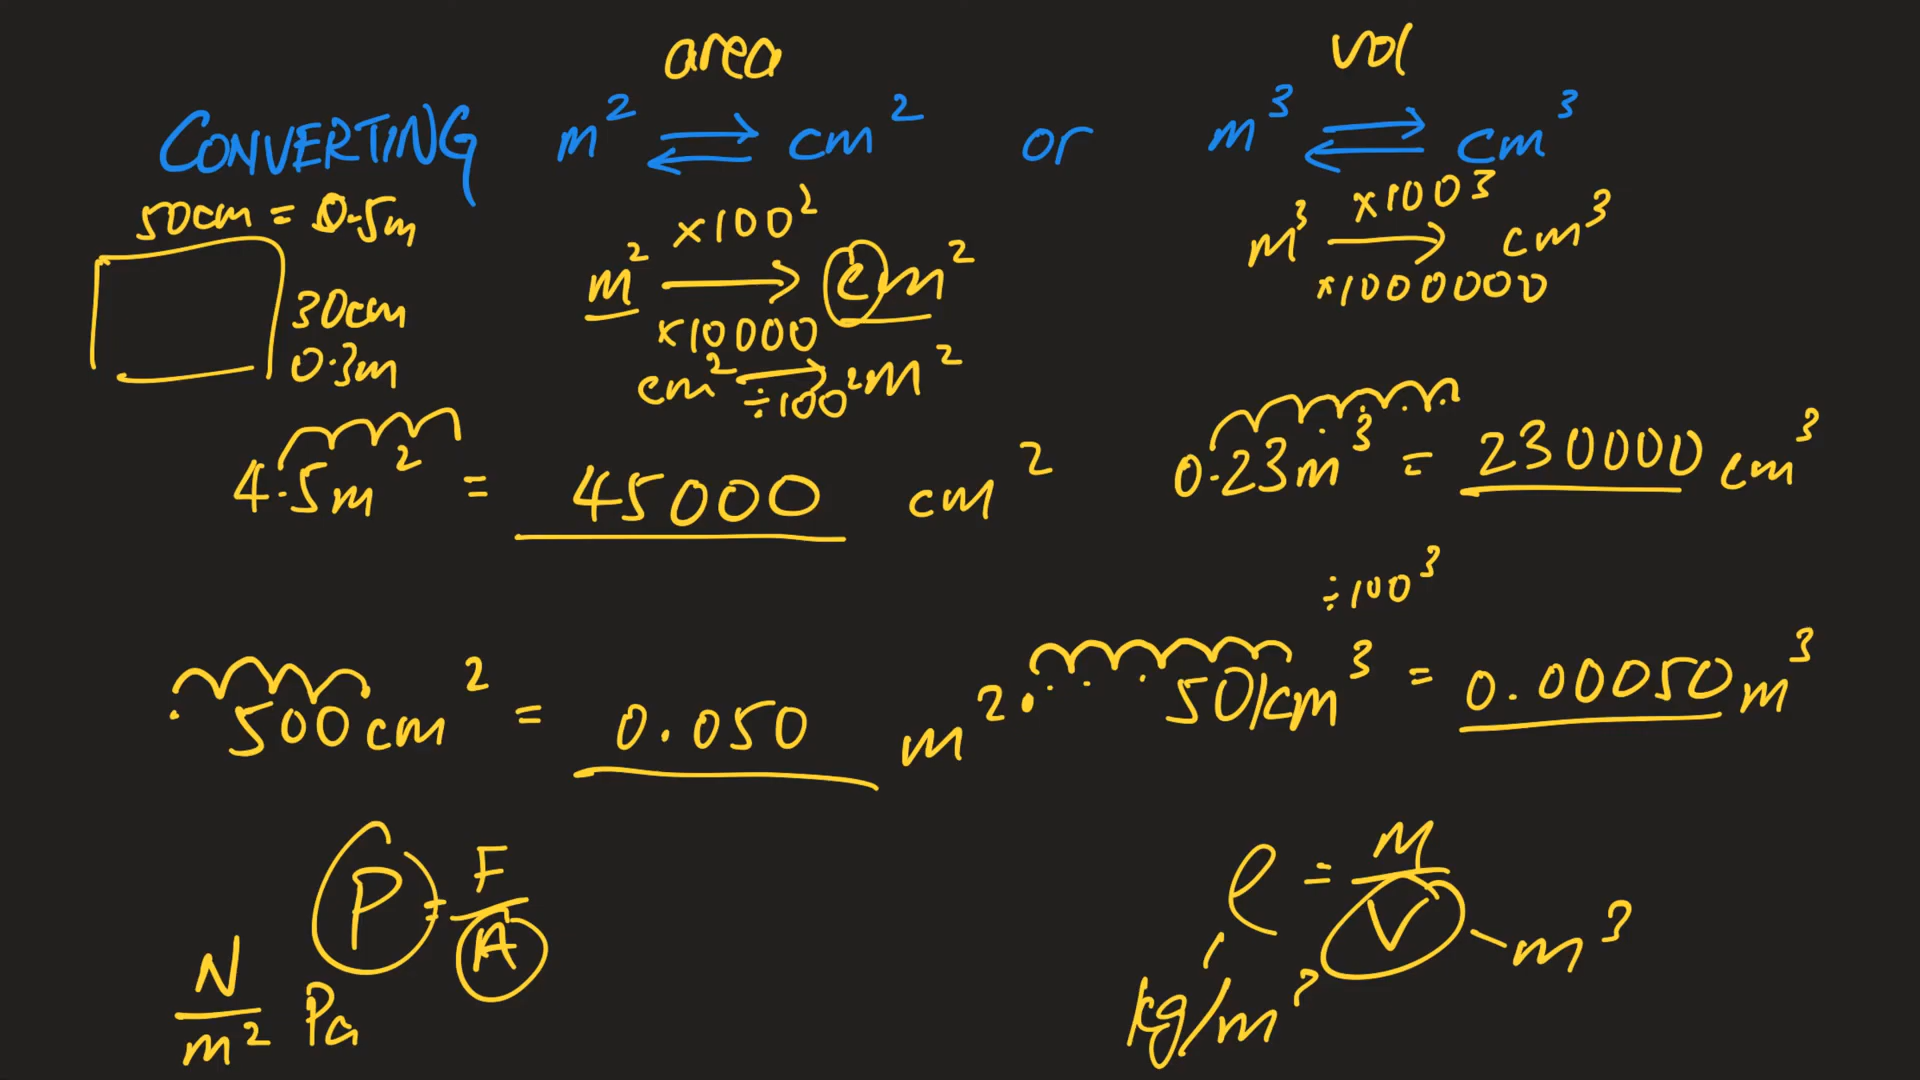 area
vol
CONVERTING m² ⇌ cm² or m³ ⇌ cm³
50cm = 0.5m
30cm
0.3m
×100²
m² → cm²
×10000
cm² → m²
÷100²
×100³
m³ → cm³
×1000000
4.5m² = 45000 cm²
0.23m³ = 230000 cm³
÷100³
500cm² = 0.050 m²
. 50/cm³ = 0.00050m³
P = F/A
N/m² Pa
ρ = M/V – m³
kg/m³